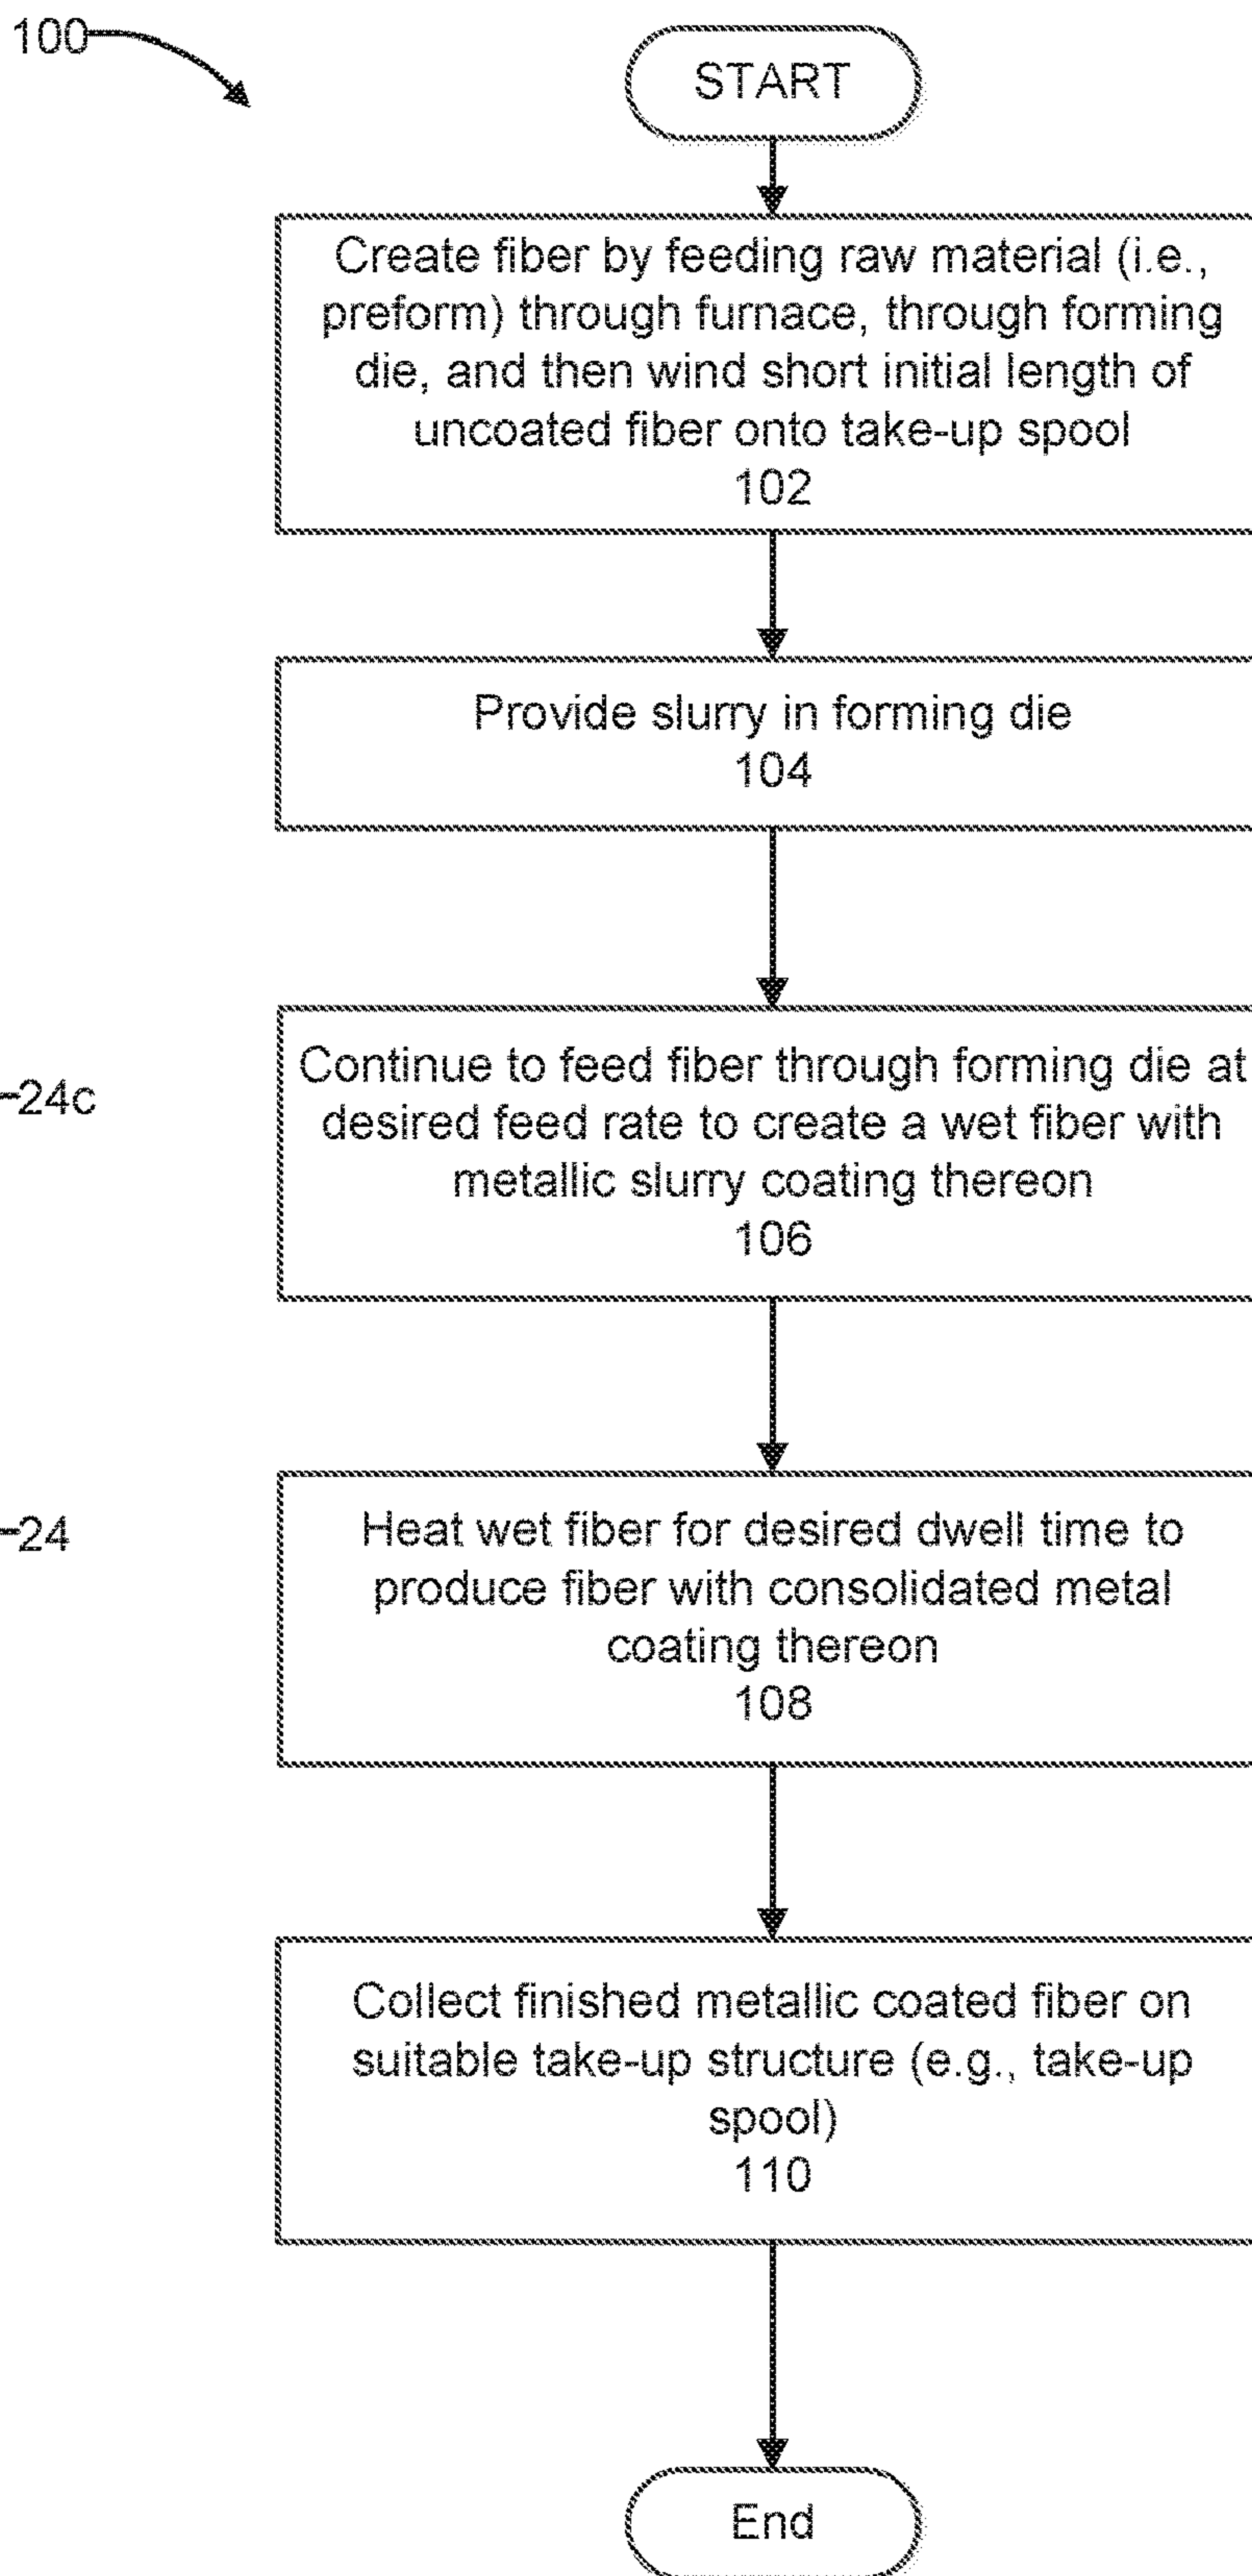 100
START
Create fiber by feeding raw material (i.e.,
preform) through furnace, through forming
die, and then wind short initial length of
uncoated fiber onto take-up spool
102
Provide slurry in forming die
104
24c
Continue to feed fiber through forming die at
desired feed rate to create a wet fiber with
metallic slurry coating thereon
106
24
Heat wet fiber for desired dwell time to
produce fiber with consolidated metal
coating thereon
108
Collect finished metallic coated fiber on
suitable take-up structure (e.g., take-up
spool)
110
End